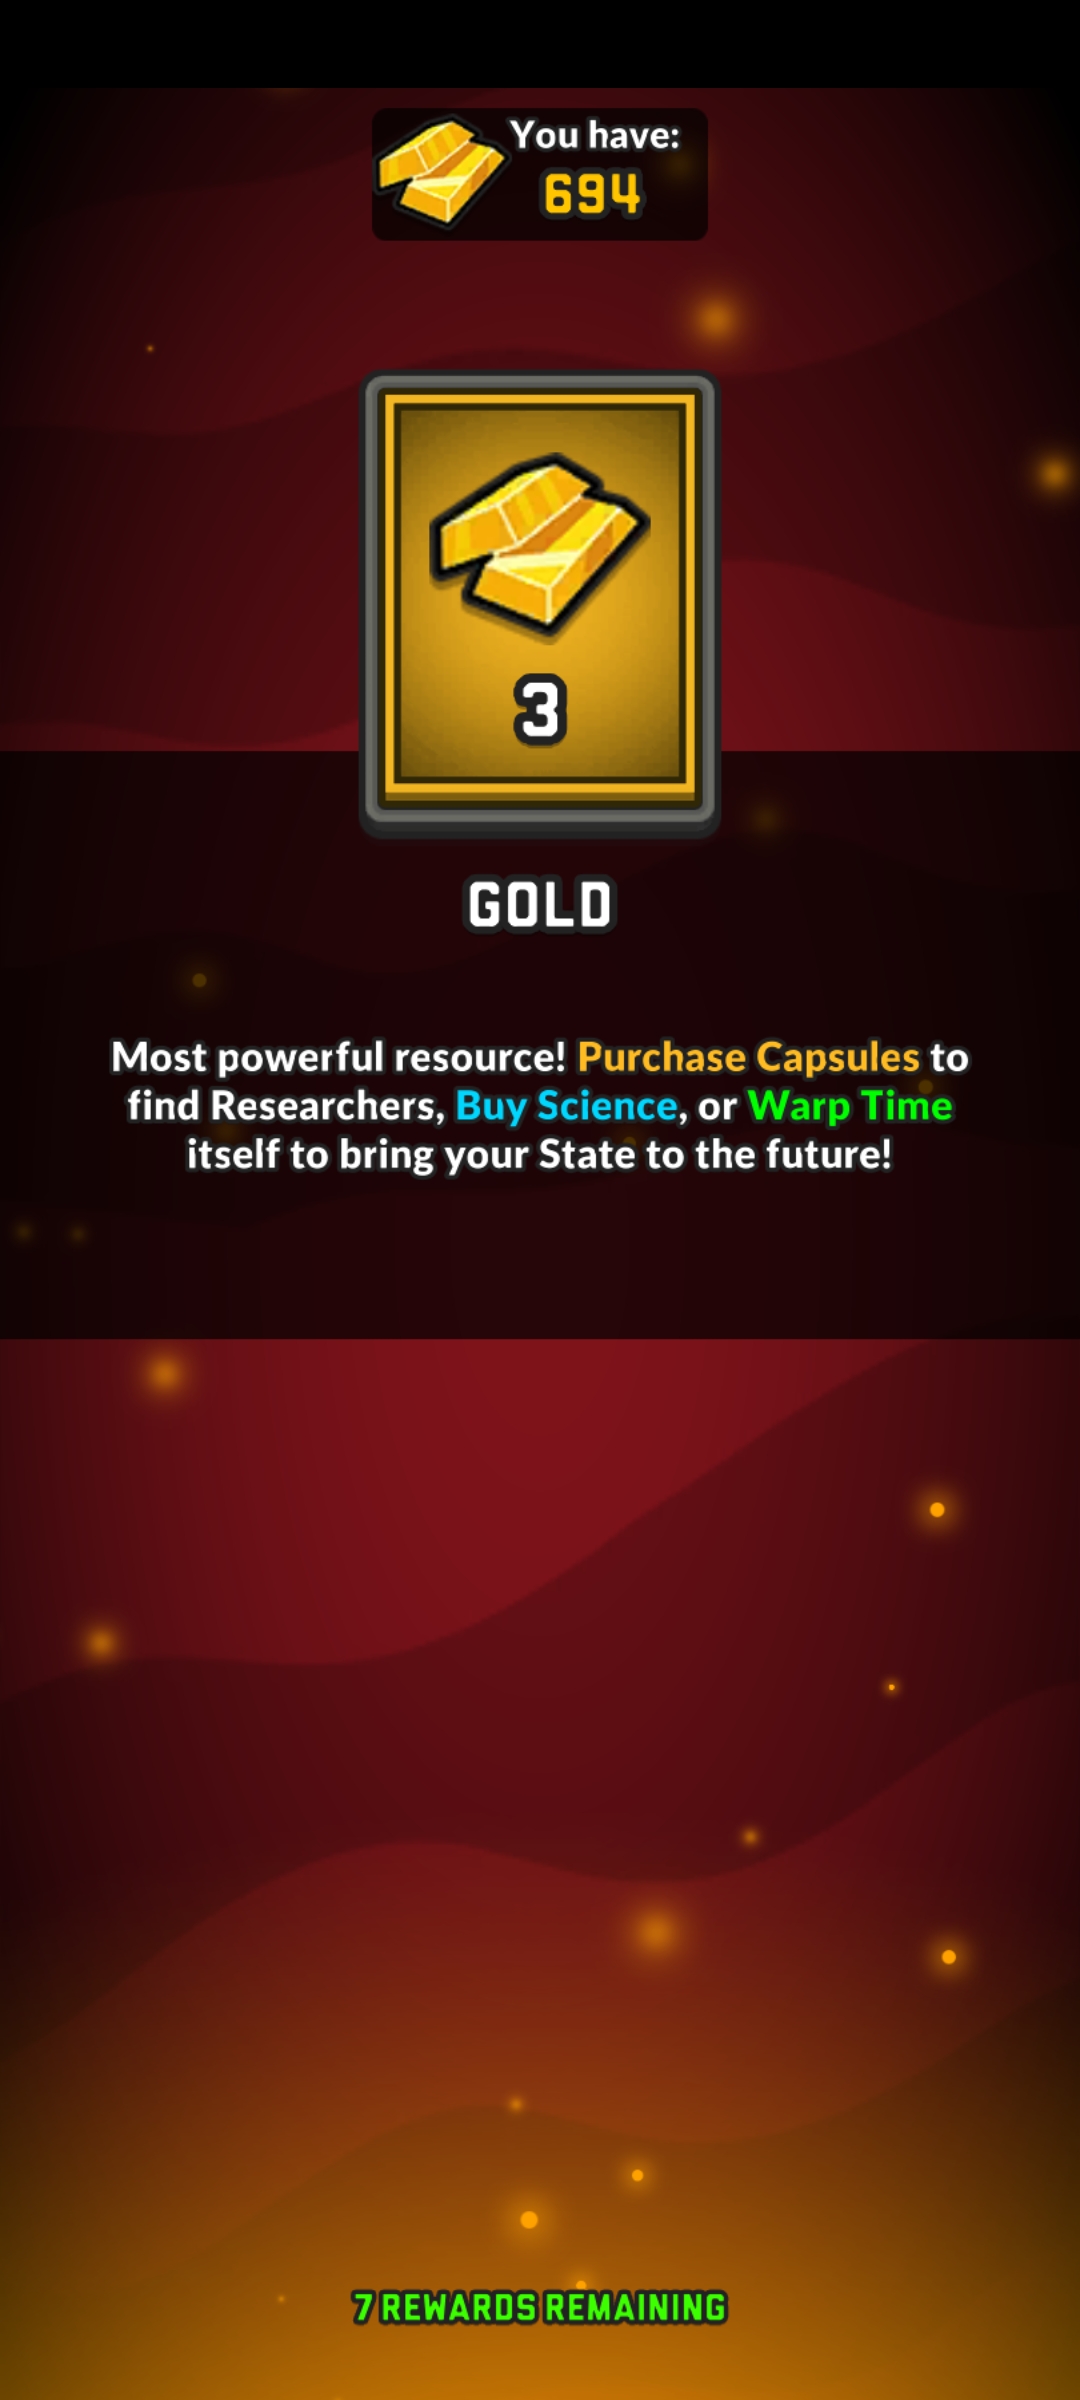 You have:
694
3
GOLD
Most powerful resource! Purchase Capsules to
find Researchers, Buy Science, or Warp Time
itself to bring your State to the future!
7 REWARDS REMAINING